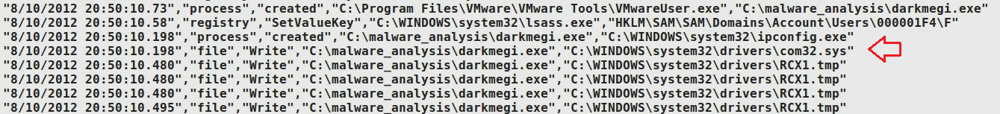 "8/10/2012 20:50:10.73","process","created","C:\Program Files\VMware\VMware Tools\VMwareUser.exe","C:\malware_analysis\darkmegi.exe"
"8/10/2012 20:50:10.58","registry","SetValueKey","C:\WINDOWS\system32\lsass.exe","HKLM\SAM\SAM\Domains\Account\Users\000001F4\F"
"8/10/2012 20:50:10.198","process","created","C:\malware_analysis\darkmegi.exe","C:\WINDOWS\system32\ipconfig.exe"
"8/10/2012 20:50:10.198","file","Write","C:\malware_analysis\darkmegi.exe","C:\WINDOWS\system32\drivers\com32.sys"
"8/10/2012 20:50:10.480","file","Write","C:\malware_analysis\darkmegi.exe","C:\WINDOWS\system32\drivers\RCX1.tmp"
"8/10/2012 20:50:10.480","file","Write","C:\malware_analysis\darkmegi.exe","C:\WINDOWS\system32\drivers\RCX1.tmp"
"8/10/2012 20:50:10.480","file","Write","C:\malware_analysis\darkmegi.exe","C:\WINDOWS\system32\drivers\RCX1.tmp"
"8/10/2012 20:50:10.495","file","Write","C:\malware_analysis\darkmegi.exe","C:\WINDOWS\system32\drivers\RCX1.tmp"